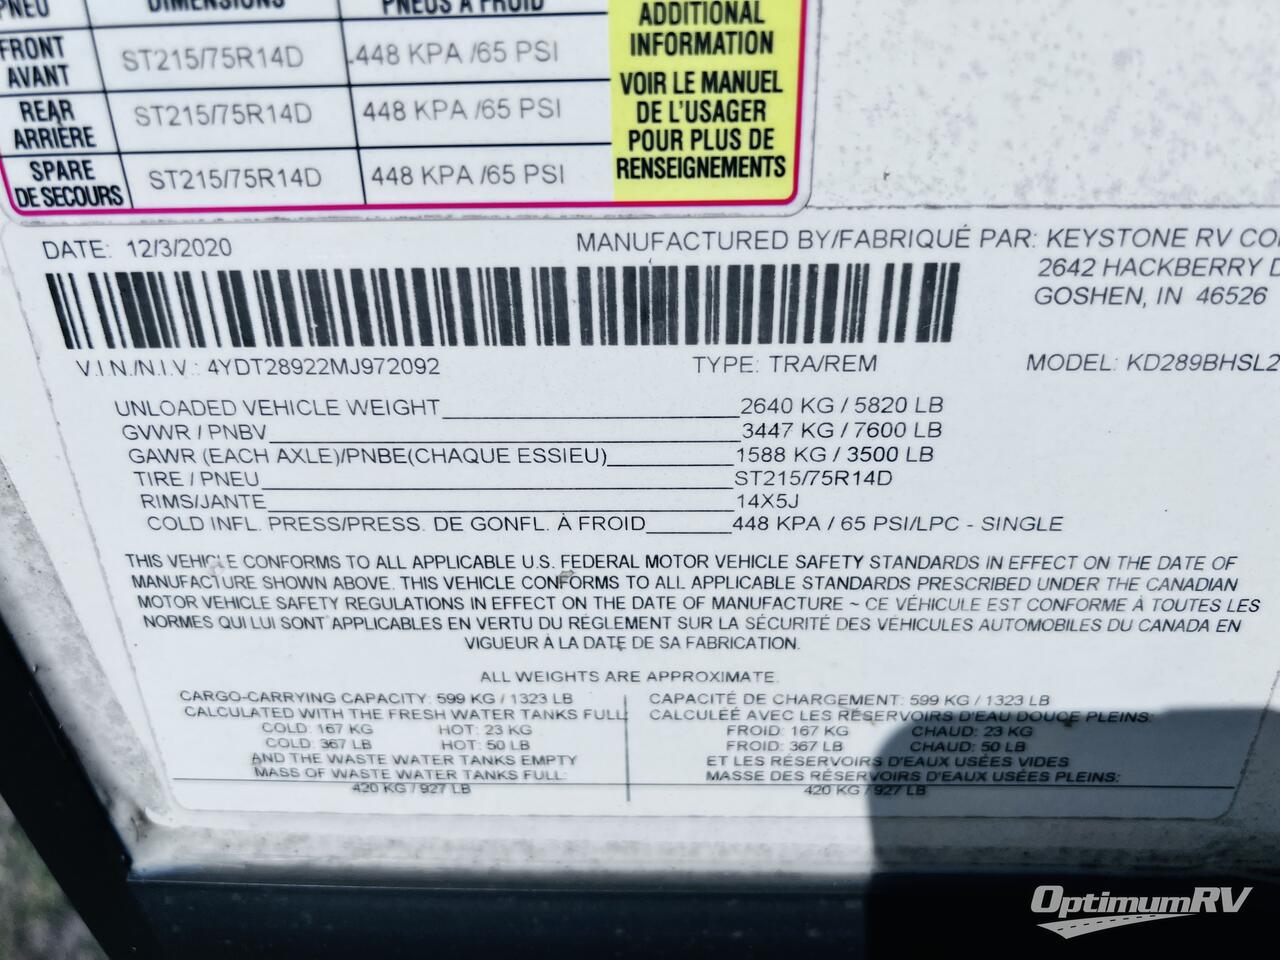 PNEU DIMENSIONS PNEUS À FROID
FRONT
AVANT ST215/75R14D 448 KPA /65 PSI
REAR
ARRIÈRE ST215/75R14D 448 KPA /65 PSI
SPARE
DE SECOURS ST215/75R14D 448 KPA /65 PSI
ADDITIONAL
INFORMATION
VOIR LE MANUEL
DE L'USAGER
POUR PLUS DE
RENSEIGNEMENTS
DATE: 12/3/2020 MANUFACTURED BY/FABRIQUÉ PAR: KEYSTONE RV
2642 HACKBERRY
GOSHEN, IN 46526
V.I.N./N.I.V.: 4YDT28922MJ972092 TYPE: TRA/REM MODEL: KD289BHSL2
UNLOADED VEHICLE WEIGHT 2640 KG / 5820 LB
GVWR / PNBV 3447 KG / 7600 LB
GAWR (EACH AXLE)/PNBE(CHAQUE ESSIEU) 1588 KG / 3500 LB
TIRE / PNEU ST215/75R14D
RIMS/JANTE 14X5J
COLD INFL. PRESS/PRESS. DE GONFL. À FROID 448 KPA / 65 PSI/LPC - SINGLE
THIS VEHICLE CONFORMS TO ALL APPLICABLE U.S. FEDERAL MOTOR VEHICLE SAFETY STANDARDS IN EFFECT ON THE DATE OF
MANUFACTURE SHOWN ABOVE. THIS VEHICLE CONFORMS TO ALL APPLICABLE STANDARDS PRESCRIBED UNDER THE CANADIAN
MOTOR VEHICLE SAFETY REGULATIONS IN EFFECT ON THE DATE OF MANUFACTURE ~ CE VÉHICULE EST CONFORME À TOUTES LES
NORMES QUI LUI SONT APPLICABLES EN VERTU DU RÈGLEMENT SUR LA SÉCURITÉ DES VÉHICULES AUTOMOBILES DU CANADA EN
VIGUEUR À LA DATE DE SA FABRICATION.
ALL WEIGHTS ARE APPROXIMATE.
CARGO-CARRYING CAPACITY: 599 KG / 1323 LB
CALCULATED WITH THE FRESH WATER TANKS FULL:
COLD: 167 KG HOT: 23 KG
COLD: 367 LB HOT: 50 LB
AND THE WASTE WATER TANKS EMPTY
MASS OF WASTE WATER TANKS FULL:
420 KG / 927 LB
CAPACITÉ DE CHARGEMENT: 599 KG / 1323 LB
CALCULÉE AVEC LES RÉSERVOIRS D'EAU DOUCE PLEINS:
FROID: 167 KG CHAUD: 23 KG
FROID: 367 LB CHAUD: 50 LB
ET LES RÉSERVOIRS D'EAUX USÉES VIDES
MASSE DES RÉSERVOIRS D'EAUX USÉES PLEINS:
420 KG / 927 LB
OptimumRV